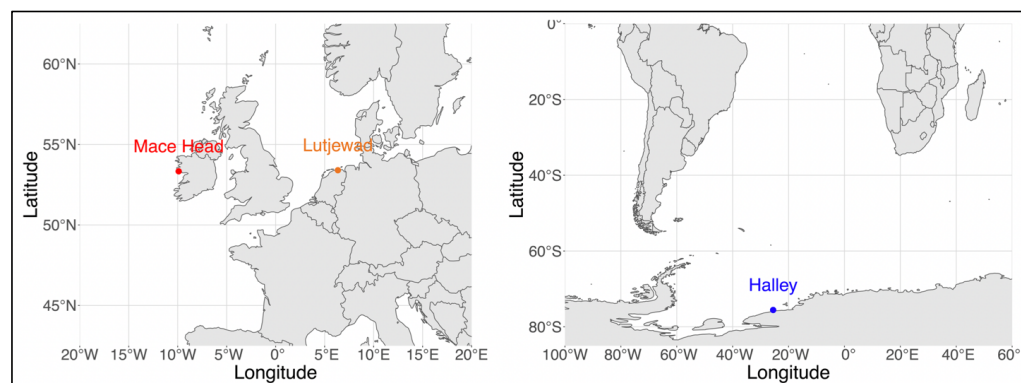 60°N
55°N
50°N
45°N
Latitude
Mace Head
Lutjewad
20°W 15°W 10°W 5°W 0° 5°E 10°E 15°E 20°E
Longitude
0°
20°S
40°S
60°S
80°S
Latitude
Halley
100°W 80°W 60°W 40°W 20°W 0° 20°E 40°E 60°E
Longitude